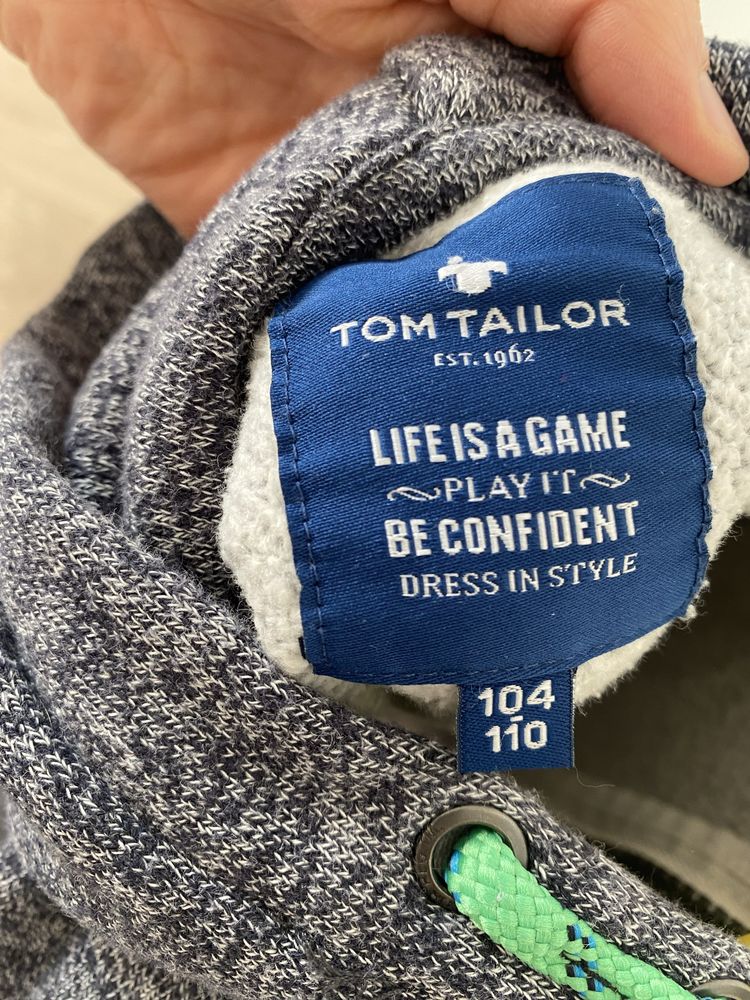 TOM TAILOR
EST. 1962
LIFE IS A GAME
PLAY IT
BE CONFIDENT
DRESS IN STYLE
104
110